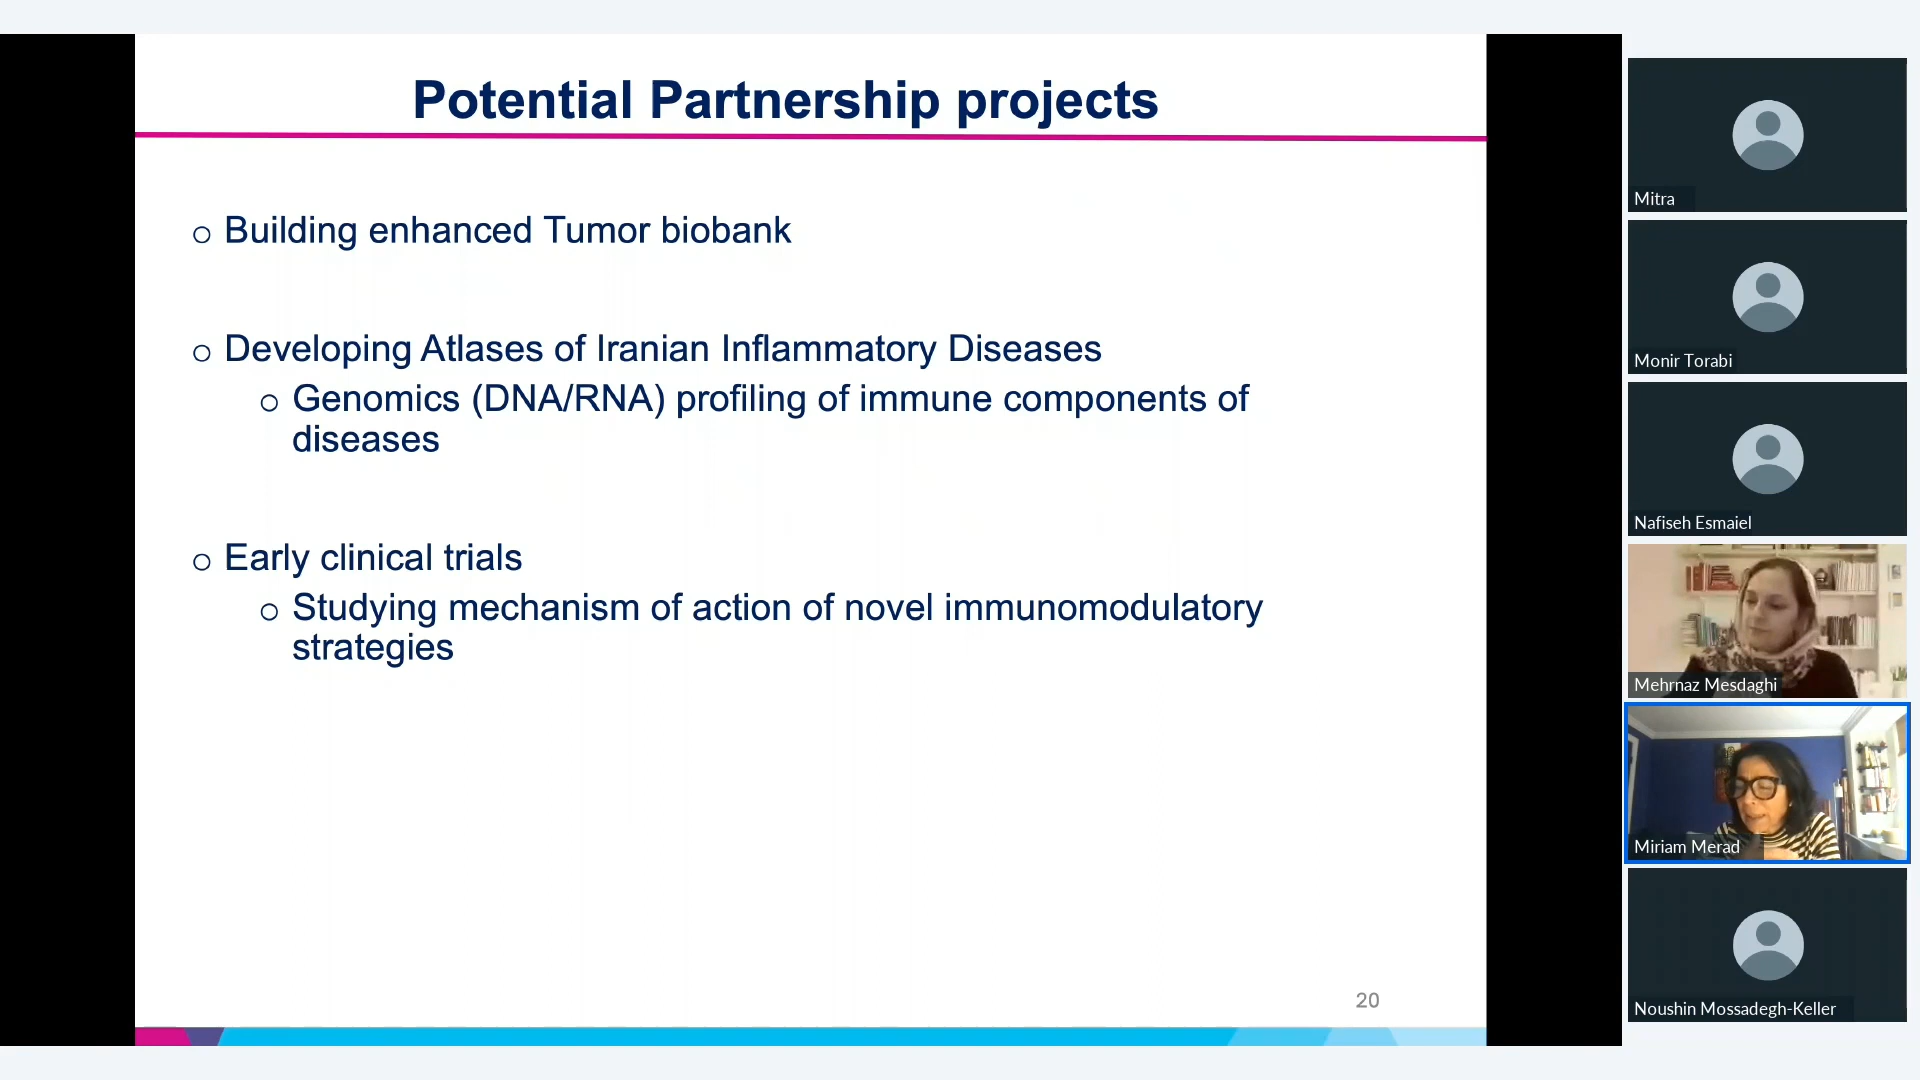 Potential Partnership projects
o Building enhanced Tumor biobank
o Developing Atlases of Iranian Inflammatory Diseases
o Genomics (DNA/RNA) profiling of immune components of
diseases
o Early clinical trials
o Studying mechanism of action of novel immunomodulatory
strategies
20
Mitra
Monir Torabi
Nafiseh Esmaiel
Mehrnaz Mesdaghi
Miriam Merad
Noushin Mossadegh-Keller